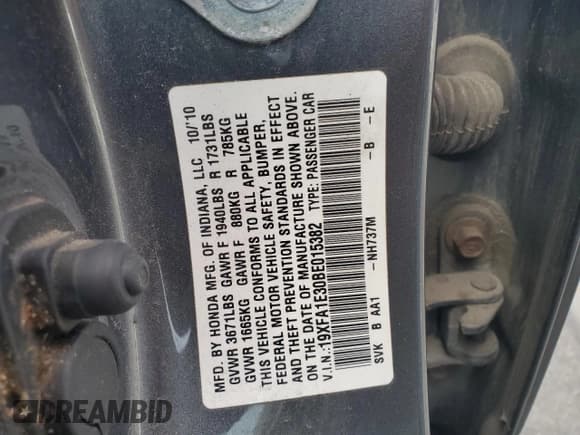 MFD. BY HONDA MFG. OF INDIANA, LLC 10/'10
GVWR 3671LBS GAWR F 1940LBS R 1731LBS
GVWR 1665KG GAWR F 880KG R 785KG
THIS VEHICLE CONFORMS TO ALL APPLICABLE
FEDERAL MOTOR VEHICLE SAFETY, BUMPER,
AND THEFT PREVENTION STANDARDS IN EFFECT
ON THE DATE OF MANUFACTURE SHOWN ABOVE.
V.I.N.:19XFA1E30BE015382 TYPE: PASSENGER CAR
SVK B AA1 -NH737M -B -E
DREAMBID